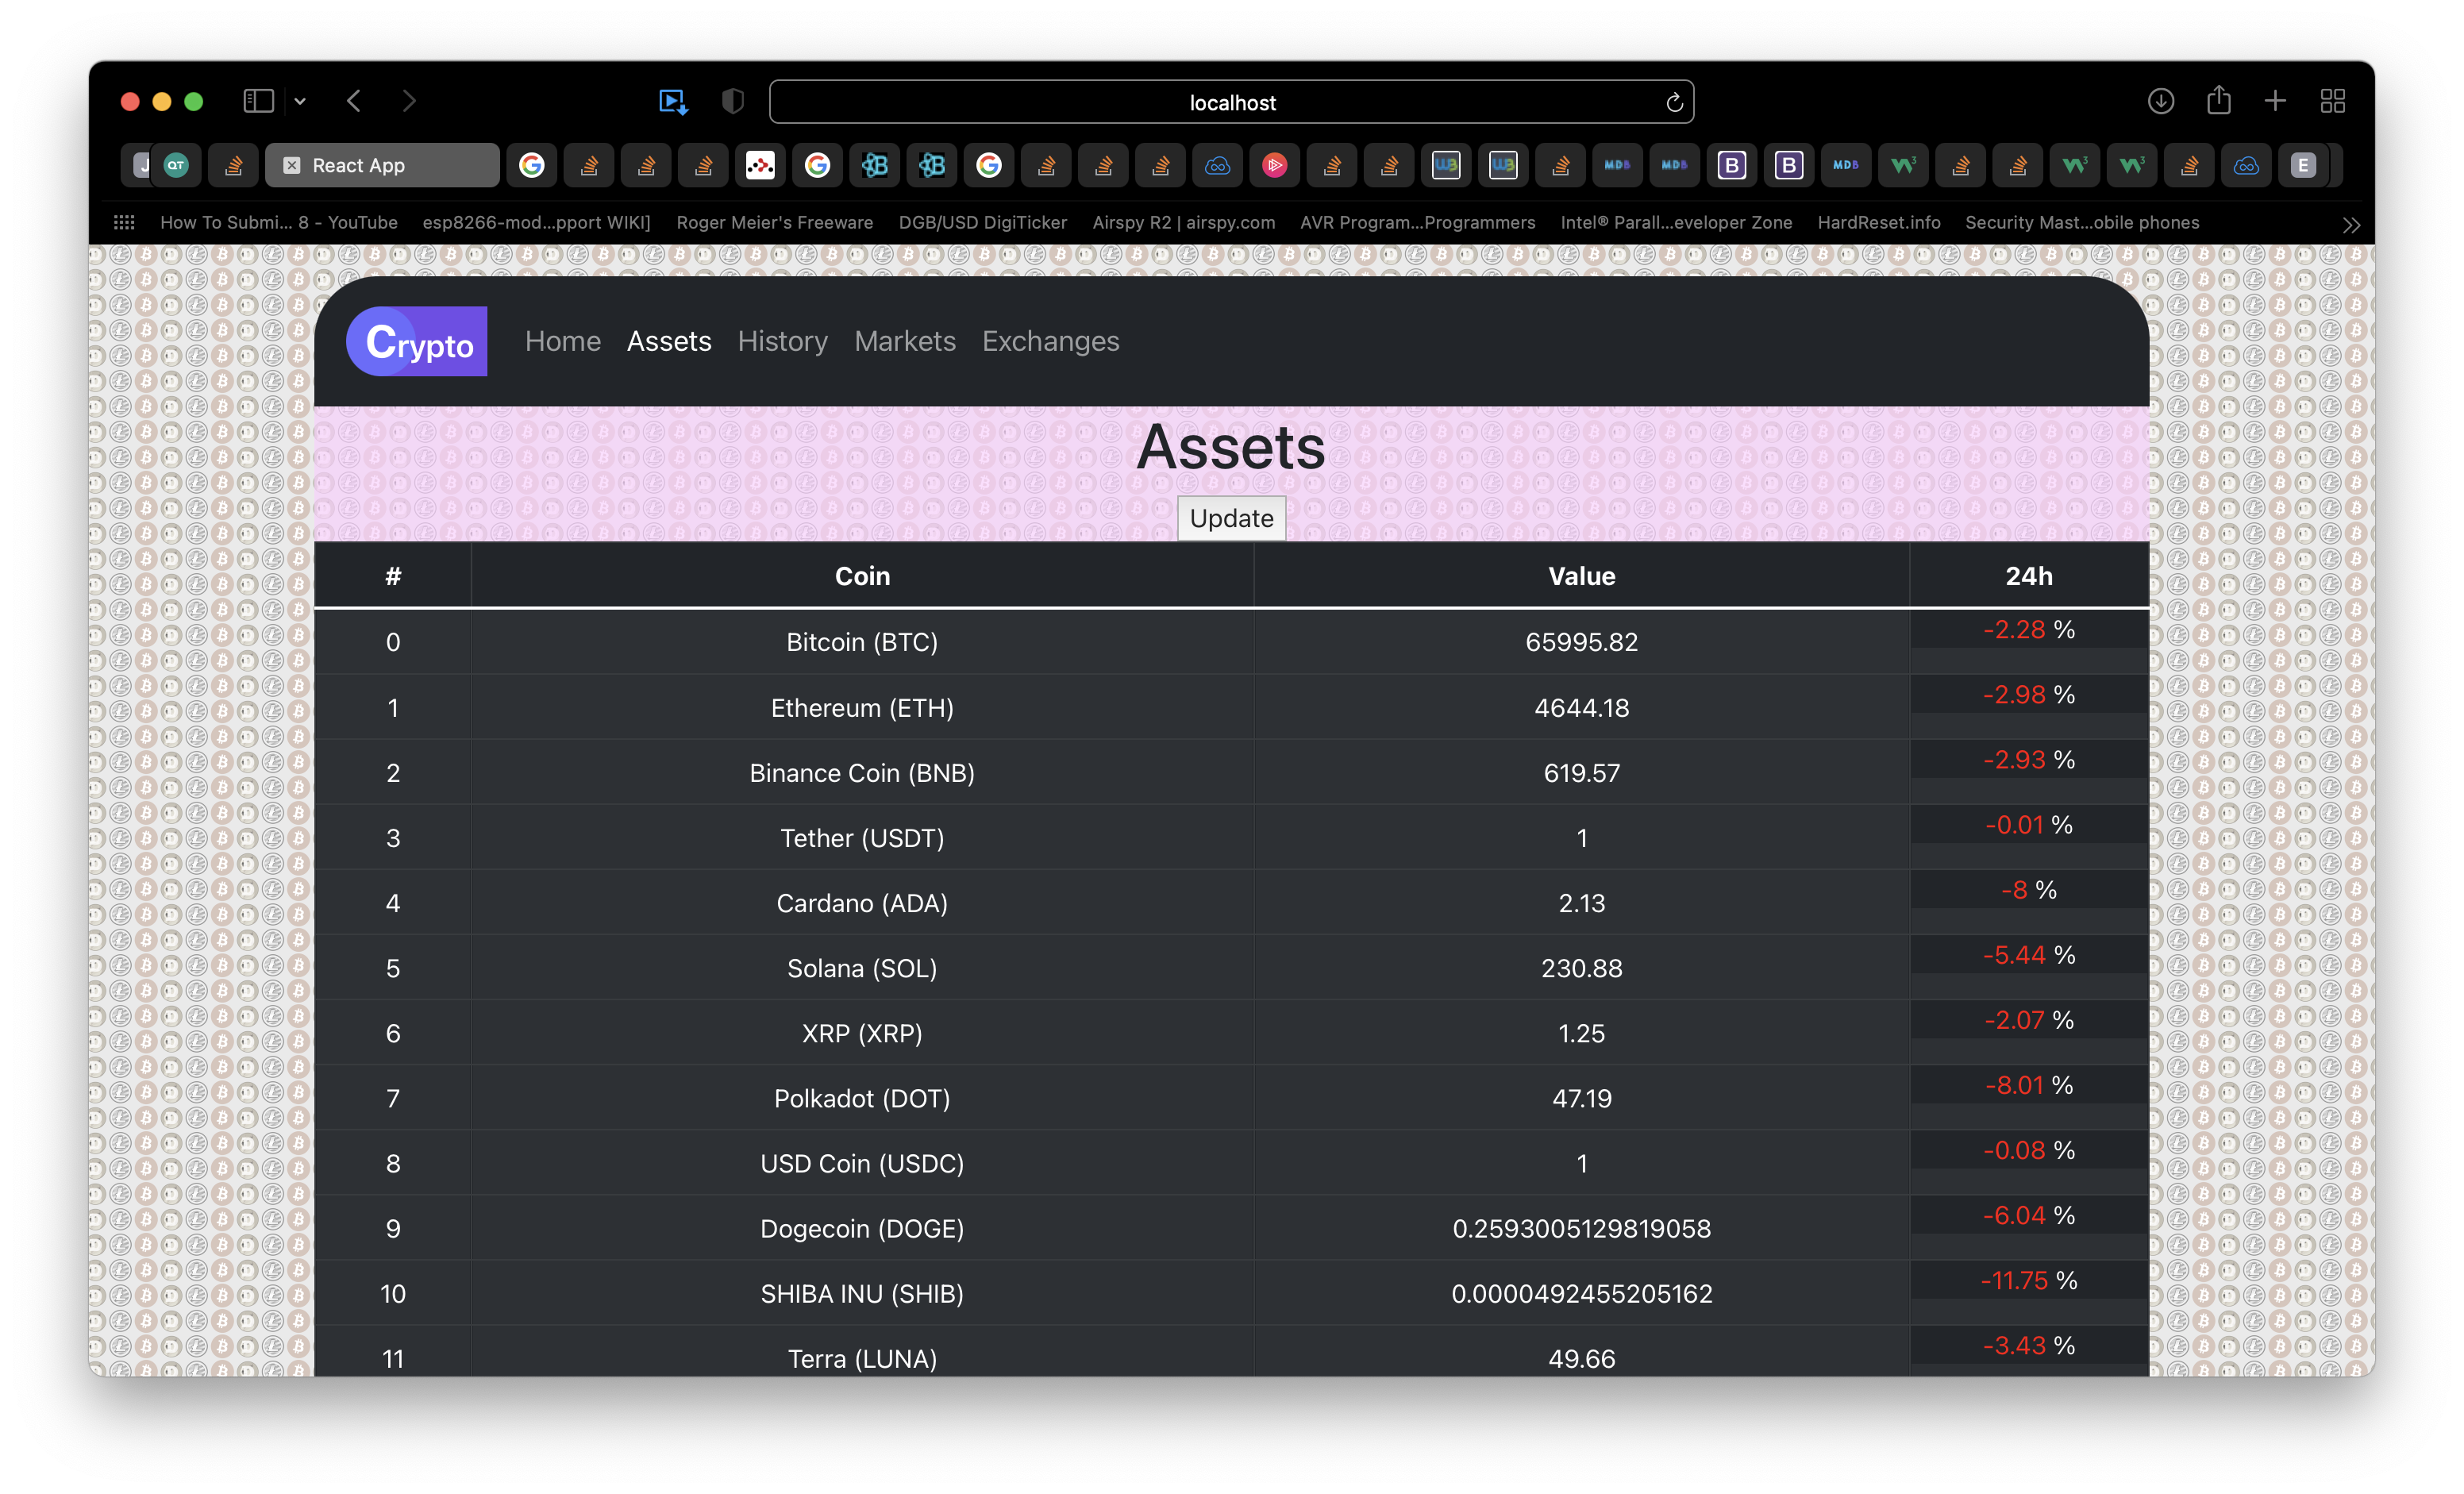 localhost
J QT React App MDB MDB B B MDB E
How To Submi... 8 - YouTube esp8266-mod...pport WIKI] Roger Meier's Freeware DGB/USD DigiTicker Airspy R2 | airspy.com AVR Program...Programmers Intel® Parall...eveloper Zone HardReset.info Security Mast...obile phones
Crypto Home Assets History Markets Exchanges
Assets
Update
# Coin Value 24h
0 Bitcoin (BTC) 65995.82 -2.28 %
1 Ethereum (ETH) 4644.18 -2.98 %
2 Binance Coin (BNB) 619.57 -2.93 %
3 Tether (USDT) 1 -0.01 %
4 Cardano (ADA) 2.13 -8 %
5 Solana (SOL) 230.88 -5.44 %
6 XRP (XRP) 1.25 -2.07 %
7 Polkadot (DOT) 47.19 -8.01 %
8 USD Coin (USDC) 1 -0.08 %
9 Dogecoin (DOGE) 0.2593005129819058 -6.04 %
10 SHIBA INU (SHIB) 0.0000492455205162 -11.75 %
11 Terra (LUNA) 49.66 -3.43 %